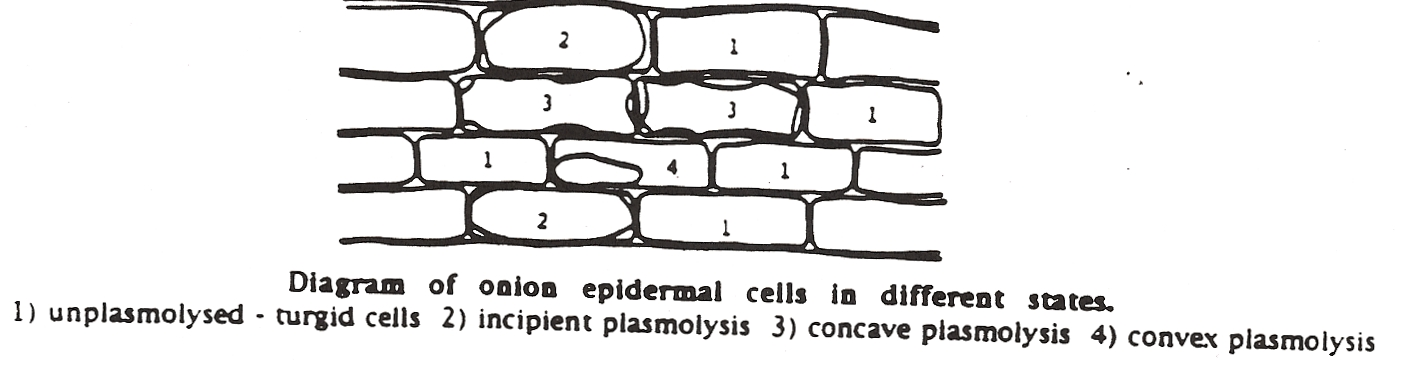 2 1
3 3 1
1 4 1
2 1
Diagram of onion epidermal cells in different states.
1) unplasmolysed - turgid cells 2) incipient plasmolysis 3) concave plasmolysis 4) convex plasmolysis